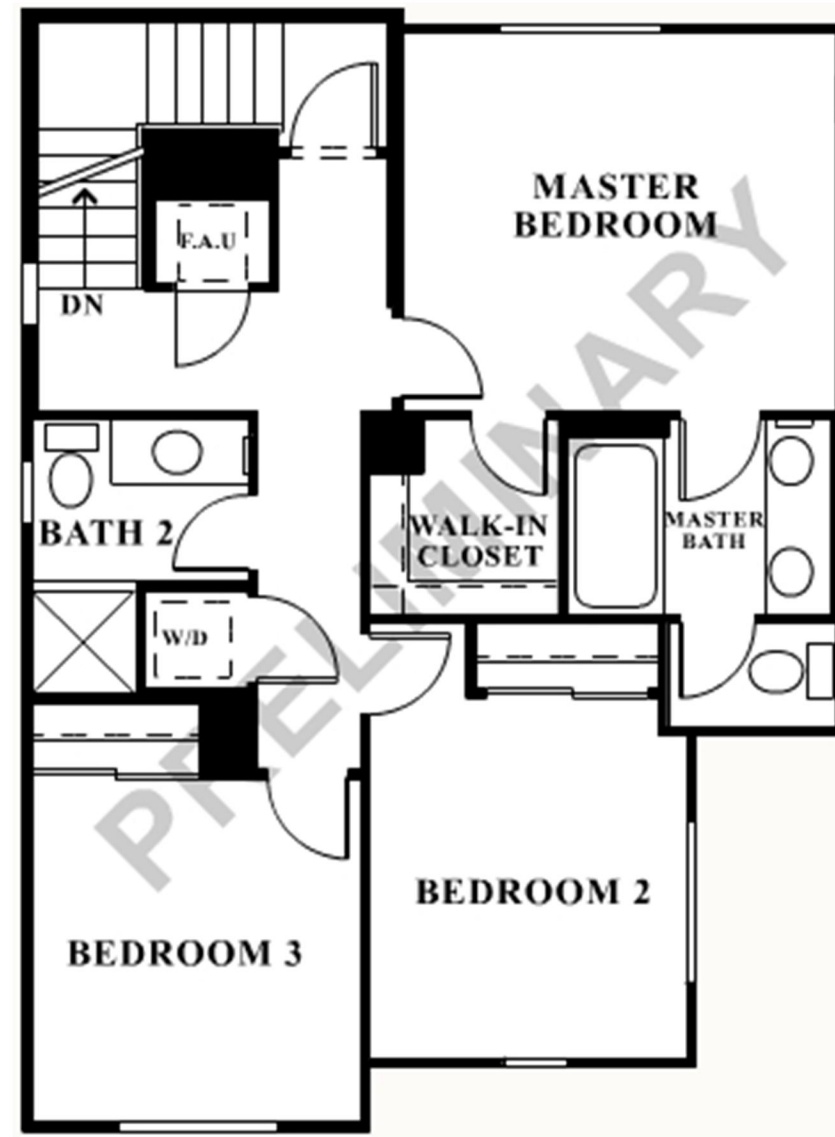 MASTER
BEDROOM
F.A.U
DN
BATH 2
WALK-IN
CLOSET
MASTER
BATH
W/D
PRELIMINARY
BEDROOM 2
BEDROOM 3